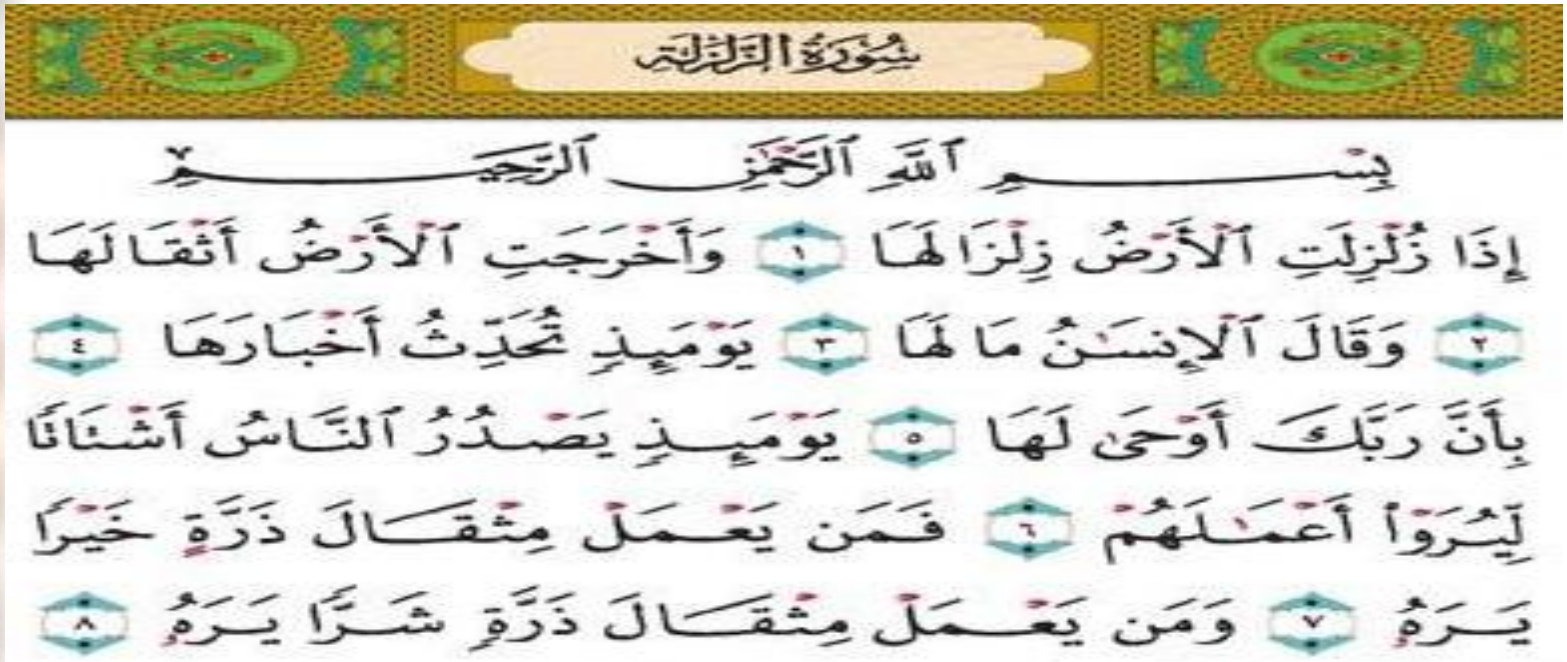 سُورَةُ الزَّلْزَلَةِ
بِسْمِ ٱللَّهِ ٱلرَّحْمَٰنِ ٱلرَّحِيمِ
إِذَا زُلْزِلَتِ ٱلْأَرْضُ زِلْزَالَهَا ١ وَأَخْرَجَتِ ٱلْأَرْضُ أَثْقَالَهَا
٢ وَقَالَ ٱلْإِنسَٰنُ مَا لَهَا ٣ يَوْمَئِذٍ تُحَدِّثُ أَخْبَارَهَا ٤
بِأَنَّ رَبَّكَ أَوْحَىٰ لَهَا ٥ يَوْمَئِذٍ يَصْدُرُ ٱلنَّاسُ أَشْتَاتًا
لِّيُرَوْا۟ أَعْمَٰلَهُمْ ٦ فَمَن يَعْمَلْ مِثْقَالَ ذَرَّةٍ خَيْرًا
يَرَهُۥ ٧ وَمَن يَعْمَلْ مِثْقَالَ ذَرَّةٍ شَرًّا يَرَهُۥ ٨